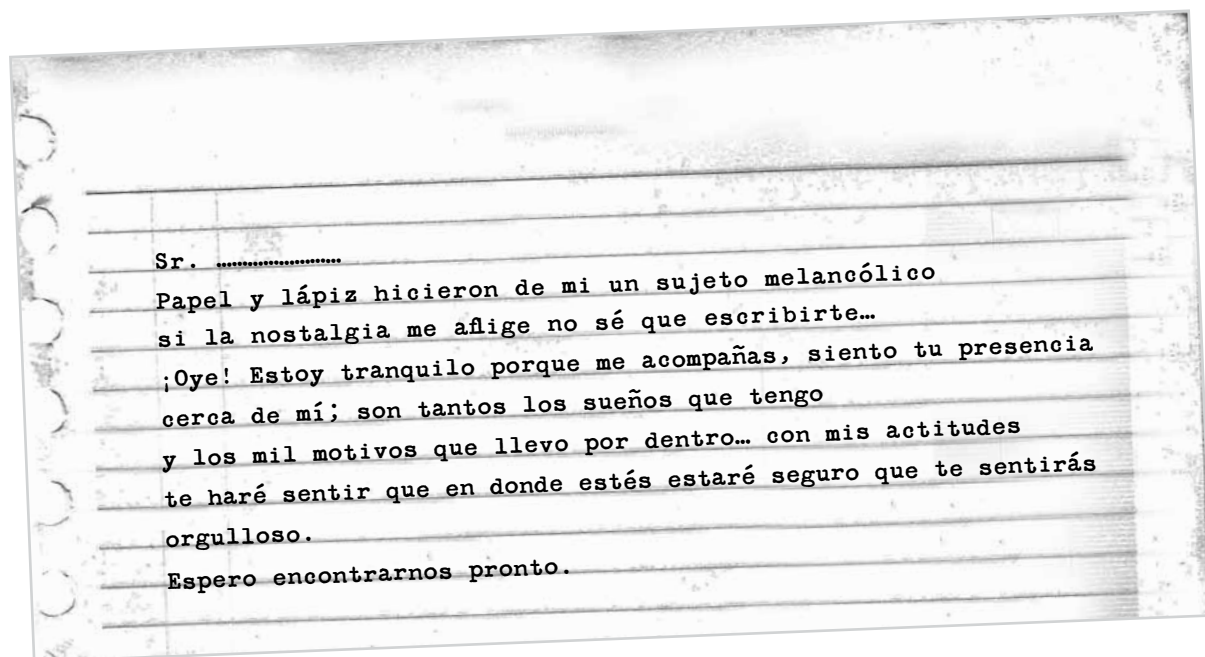 Sr. ........................
Papel y lápiz hicieron de mi un sujeto melancólico
si la nostalgia me aflige no sé que escribirte…
¡Oye! Estoy tranquilo porque me acompañas, siento tu presencia
cerca de mí; son tantos los sueños que tengo
y los mil motivos que llevo por dentro… con mis actitudes
te haré sentir que en donde estés estaré seguro que te sentirás
orgulloso.
Espero encontrarnos pronto.